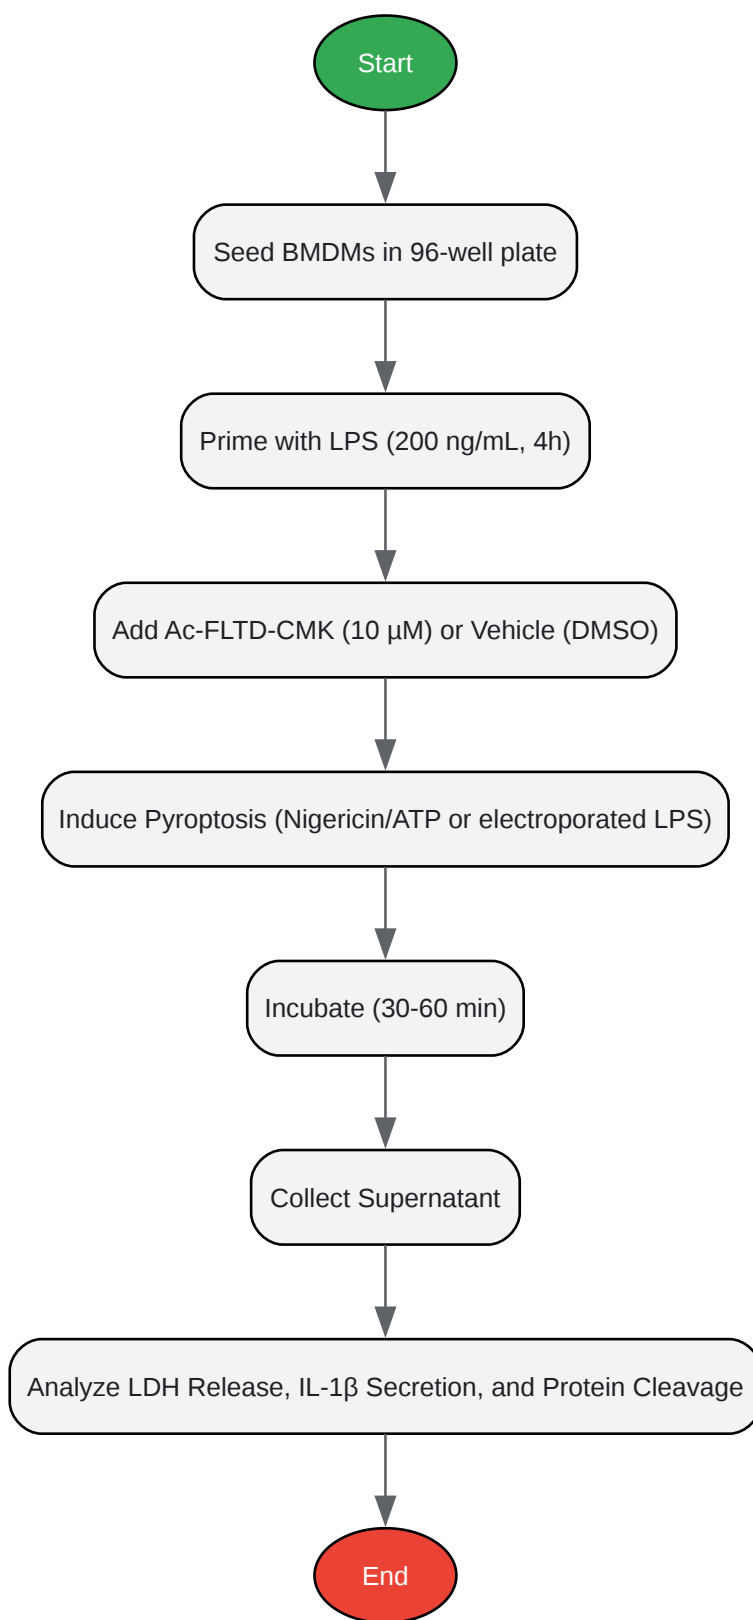 Start
Seed BMDMs in 96-well plate
Prime with LPS (200 ng/mL, 4h)
Add Ac-FLTD-CMK (10 µM) or Vehicle (DMSO)
Induce Pyroptosis (Nigericin/ATP or electroporated LPS)
Incubate (30-60 min)
Collect Supernatant
Analyze LDH Release, IL-1β Secretion, and Protein Cleavage
End